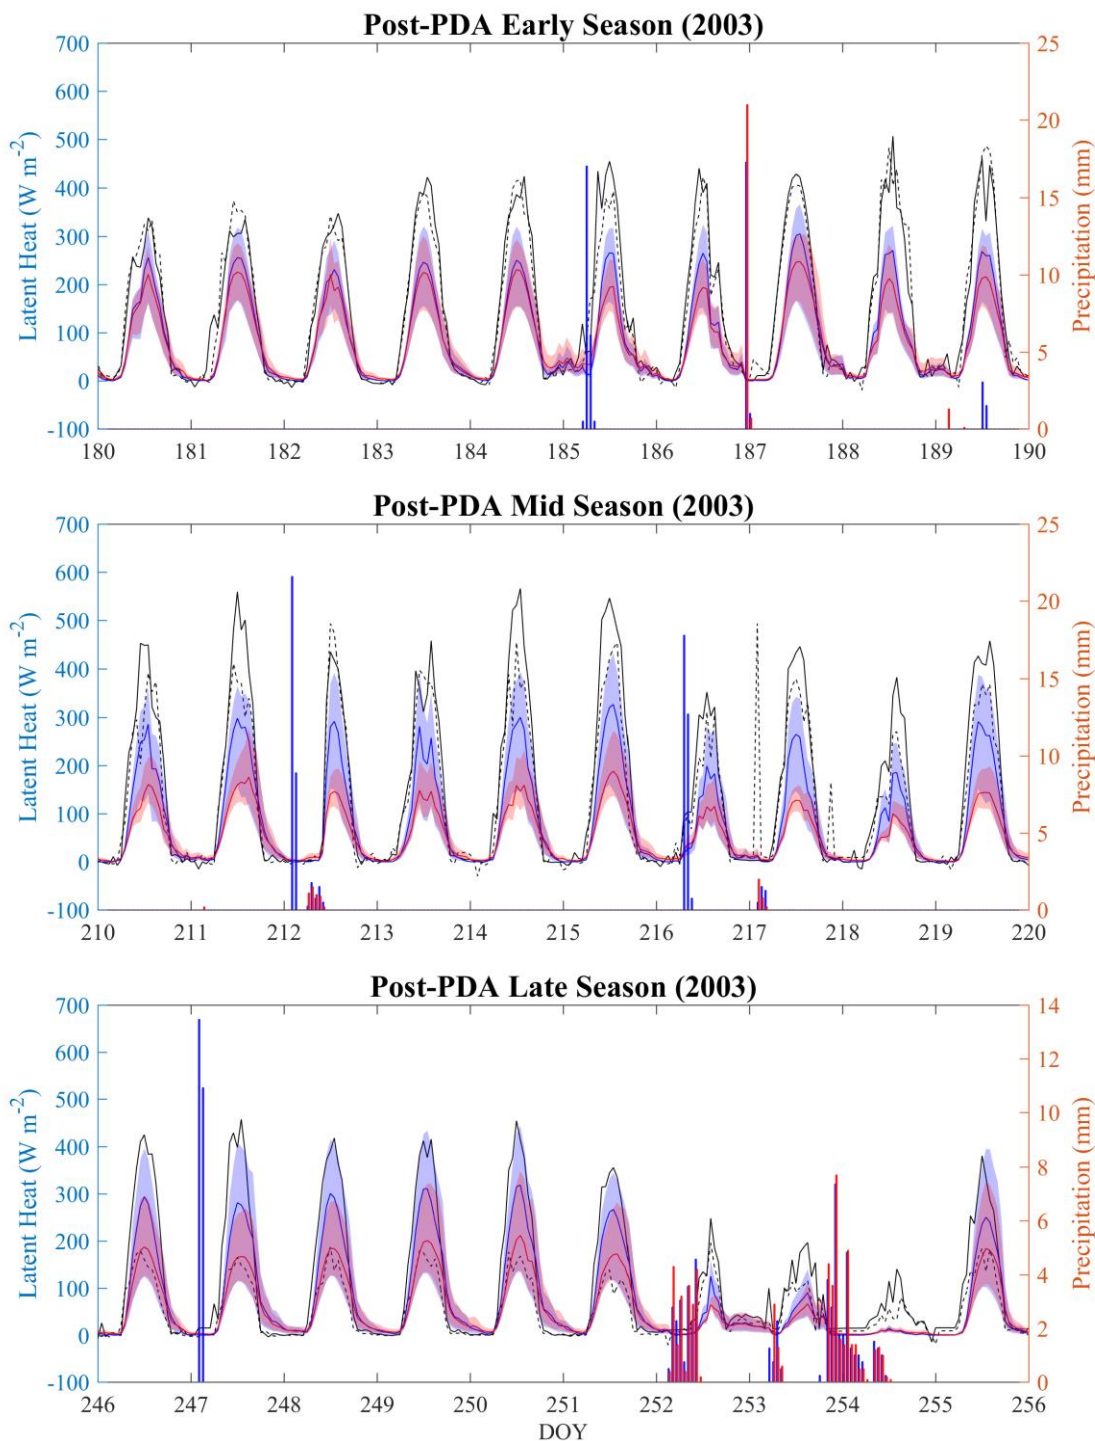 Post-PDA Early Season (2003)
700 600 500 400 300 200 100 0 -100
Latent Heat (W m-2)
25 20 15 10 5 0
Precipitation (mm)
180 181 182 183 184 185 186 187 188 189 190
Post-PDA Mid Season (2003)
700 600 500 400 300 200 100 0 -100
Latent Heat (W m-2)
25 20 15 10 5 0
Precipitation (mm)
210 211 212 213 214 215 216 217 218 219 220
Post-PDA Late Season (2003)
700 600 500 400 300 200 100 0 -100
Latent Heat (W m-2)
14 12 10 8 6 4 2 0
Precipitation (mm)
246 247 248 249 250 251 252 253 254 255 256
DOY